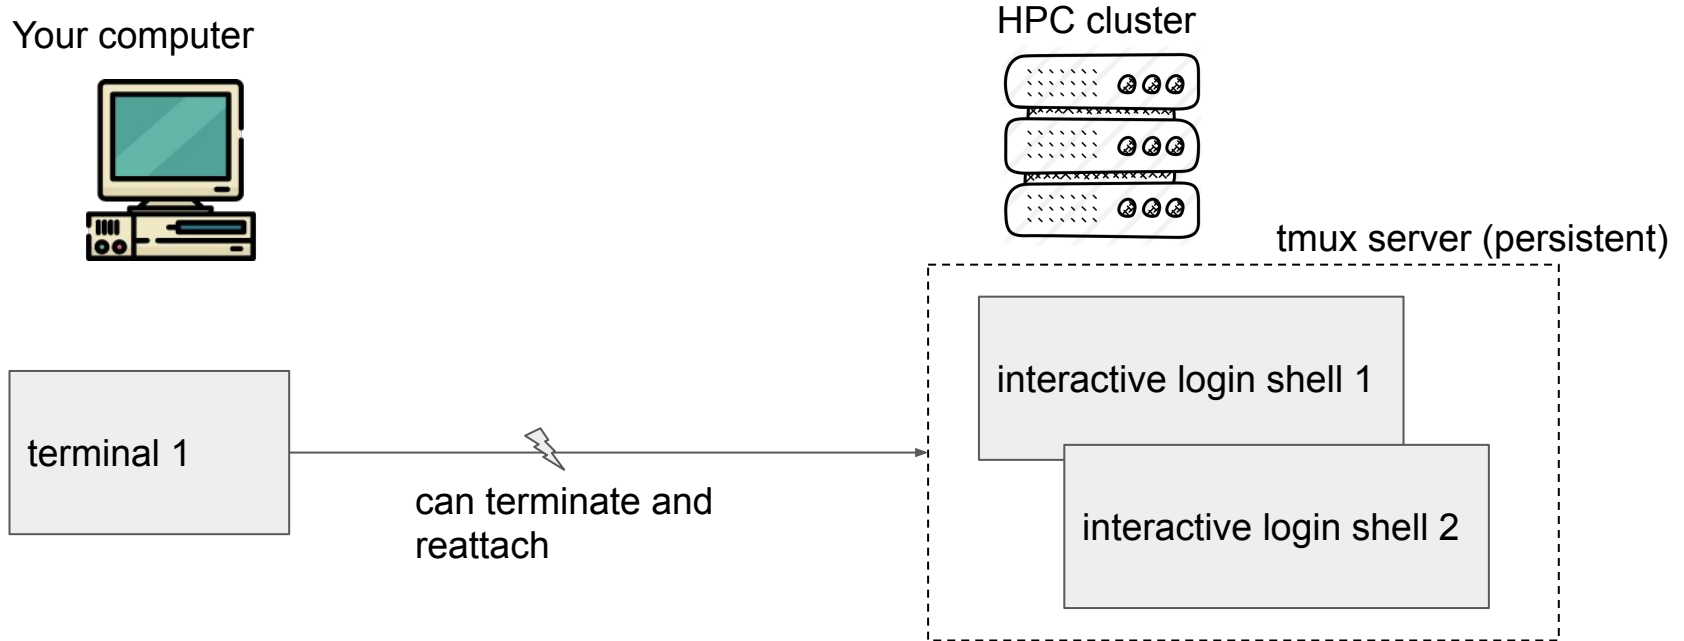 Your computer
HPC cluster
tmux server (persistent)
interactive login shell 1
terminal 1
can terminate and
reattach
interactive login shell 2